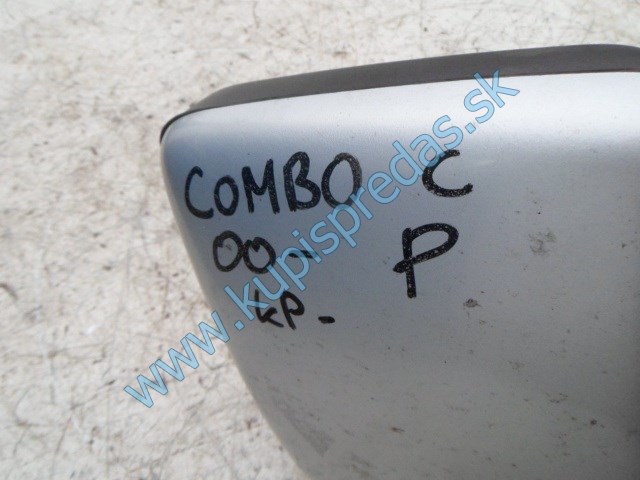 COMBO C
00- P
KP.-
www.kupispredas.sk